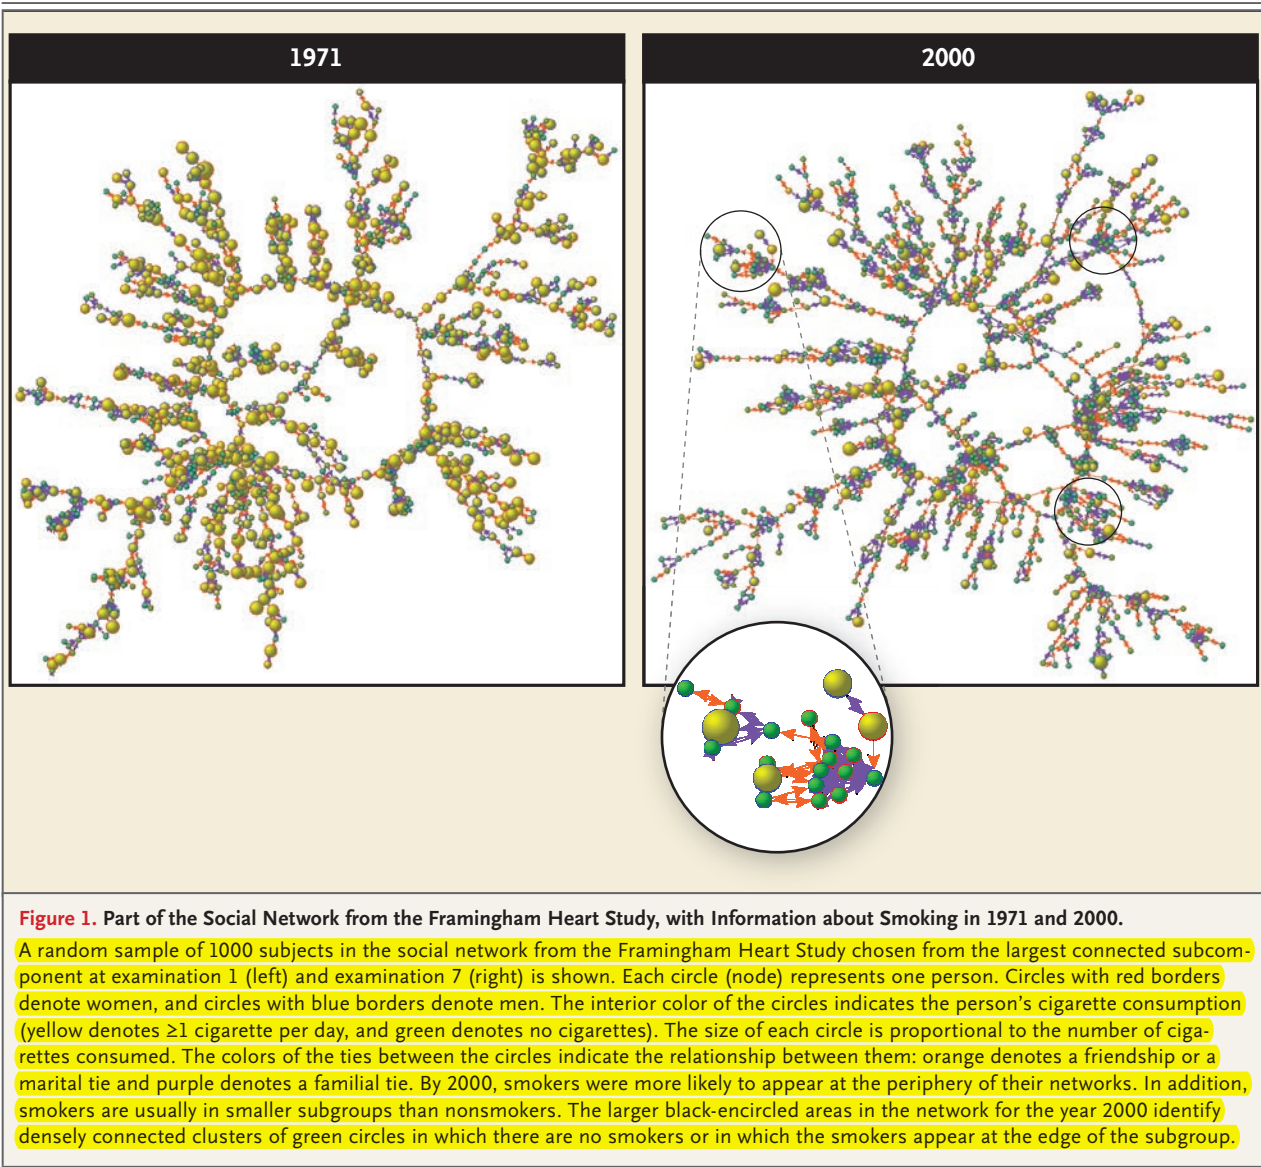 1971
2000
Figure 1. Part of the Social Network from the Framingham Heart Study, with Information about Smoking in 1971 and 2000.
A random sample of 1000 subjects in the social network from the Framingham Heart Study chosen from the largest connected subcom-
ponent at examination 1 (left) and examination 7 (right) is shown. Each circle (node) represents one person. Circles with red borders
denote women, and circles with blue borders denote men. The interior color of the circles indicates the person's cigarette consumption
(yellow denotes ≥1 cigarette per day, and green denotes no cigarettes). The size of each circle is proportional to the number of ciga-
rettes consumed. The colors of the ties between the circles indicate the relationship between them: orange denotes a friendship or a
marital tie and purple denotes a familial tie. By 2000, smokers were more likely to appear at the periphery of their networks. In addition,
smokers are usually in smaller subgroups than nonsmokers. The larger black-encircled areas in the network for the year 2000 identify
densely connected clusters of green circles in which there are no smokers or in which the smokers appear at the edge of the subgroup.